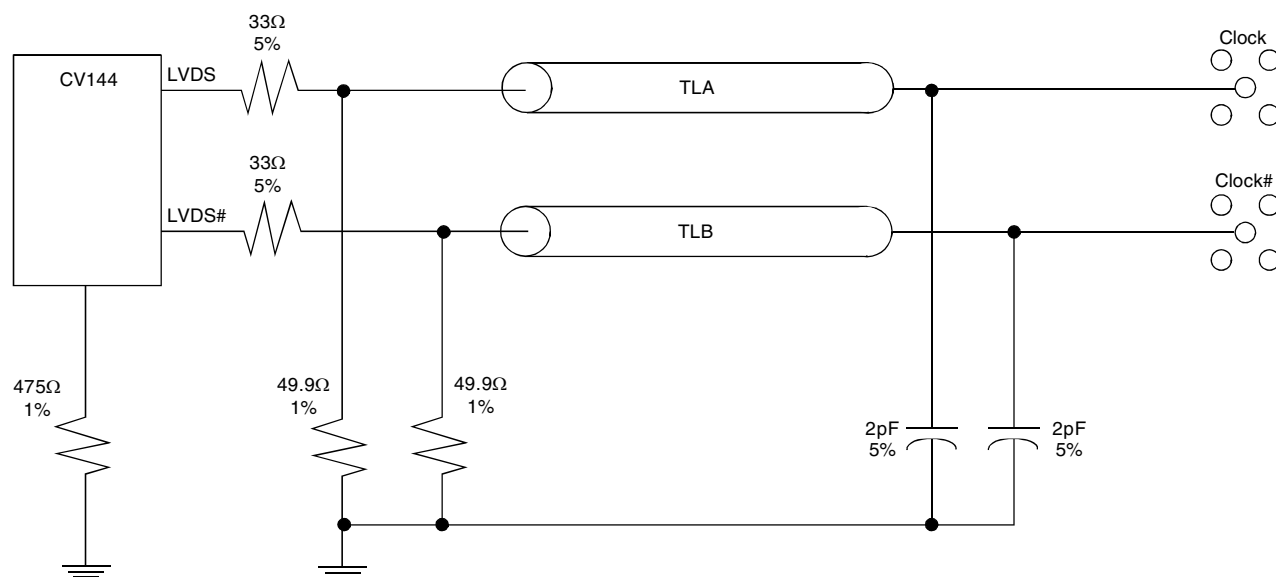 33Ω
5%
Clock
CV144
LVDS
TLA
33Ω
5%
Clock#
LVDS#
TLB
475Ω
1%
49.9Ω
1%
49.9Ω
1%
2pF
5%
2pF
5%